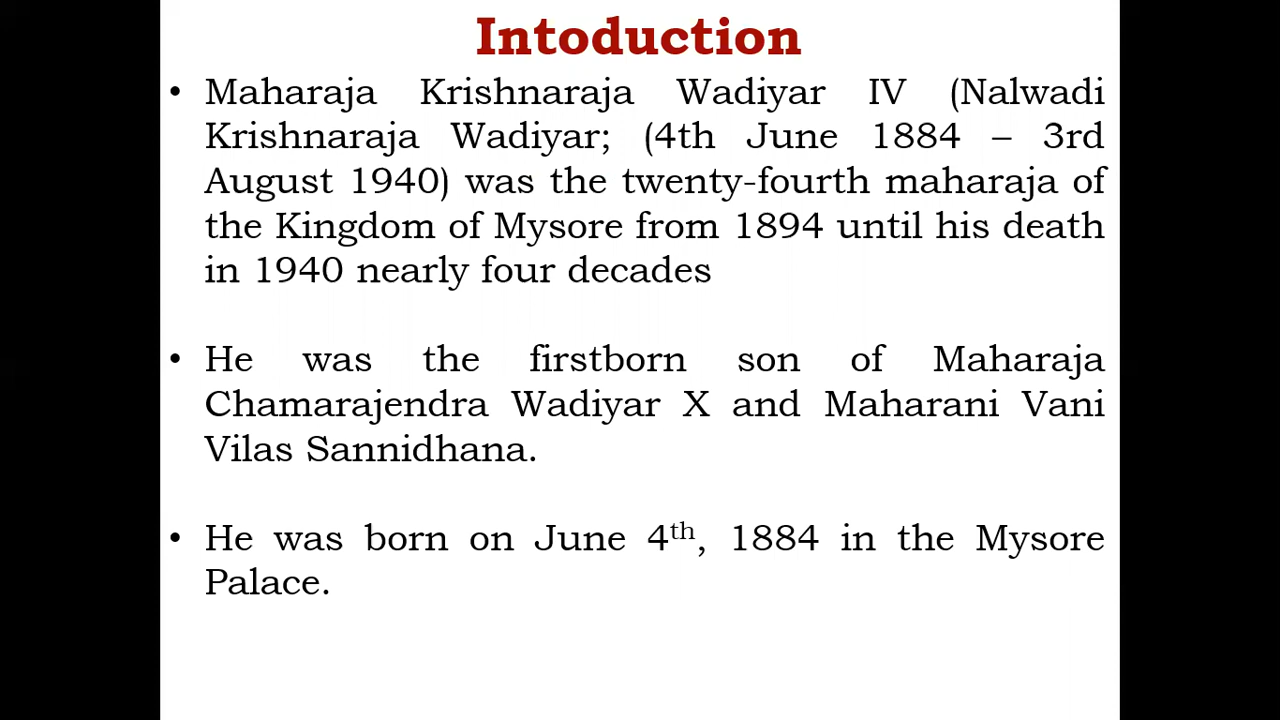 Intoduction
• Maharaja Krishnaraja Wadiyar IV (Nalwadi
Krishnaraja Wadiyar; (4th June 1884 – 3rd
August 1940) was the twenty-fourth maharaja of
the Kingdom of Mysore from 1894 until his death
in 1940 nearly four decades
• He was the firstborn son of Maharaja
Chamarajendra Wadiyar X and Maharani Vani
Vilas Sannidhana.
• He was born on June 4th, 1884 in the Mysore
Palace.